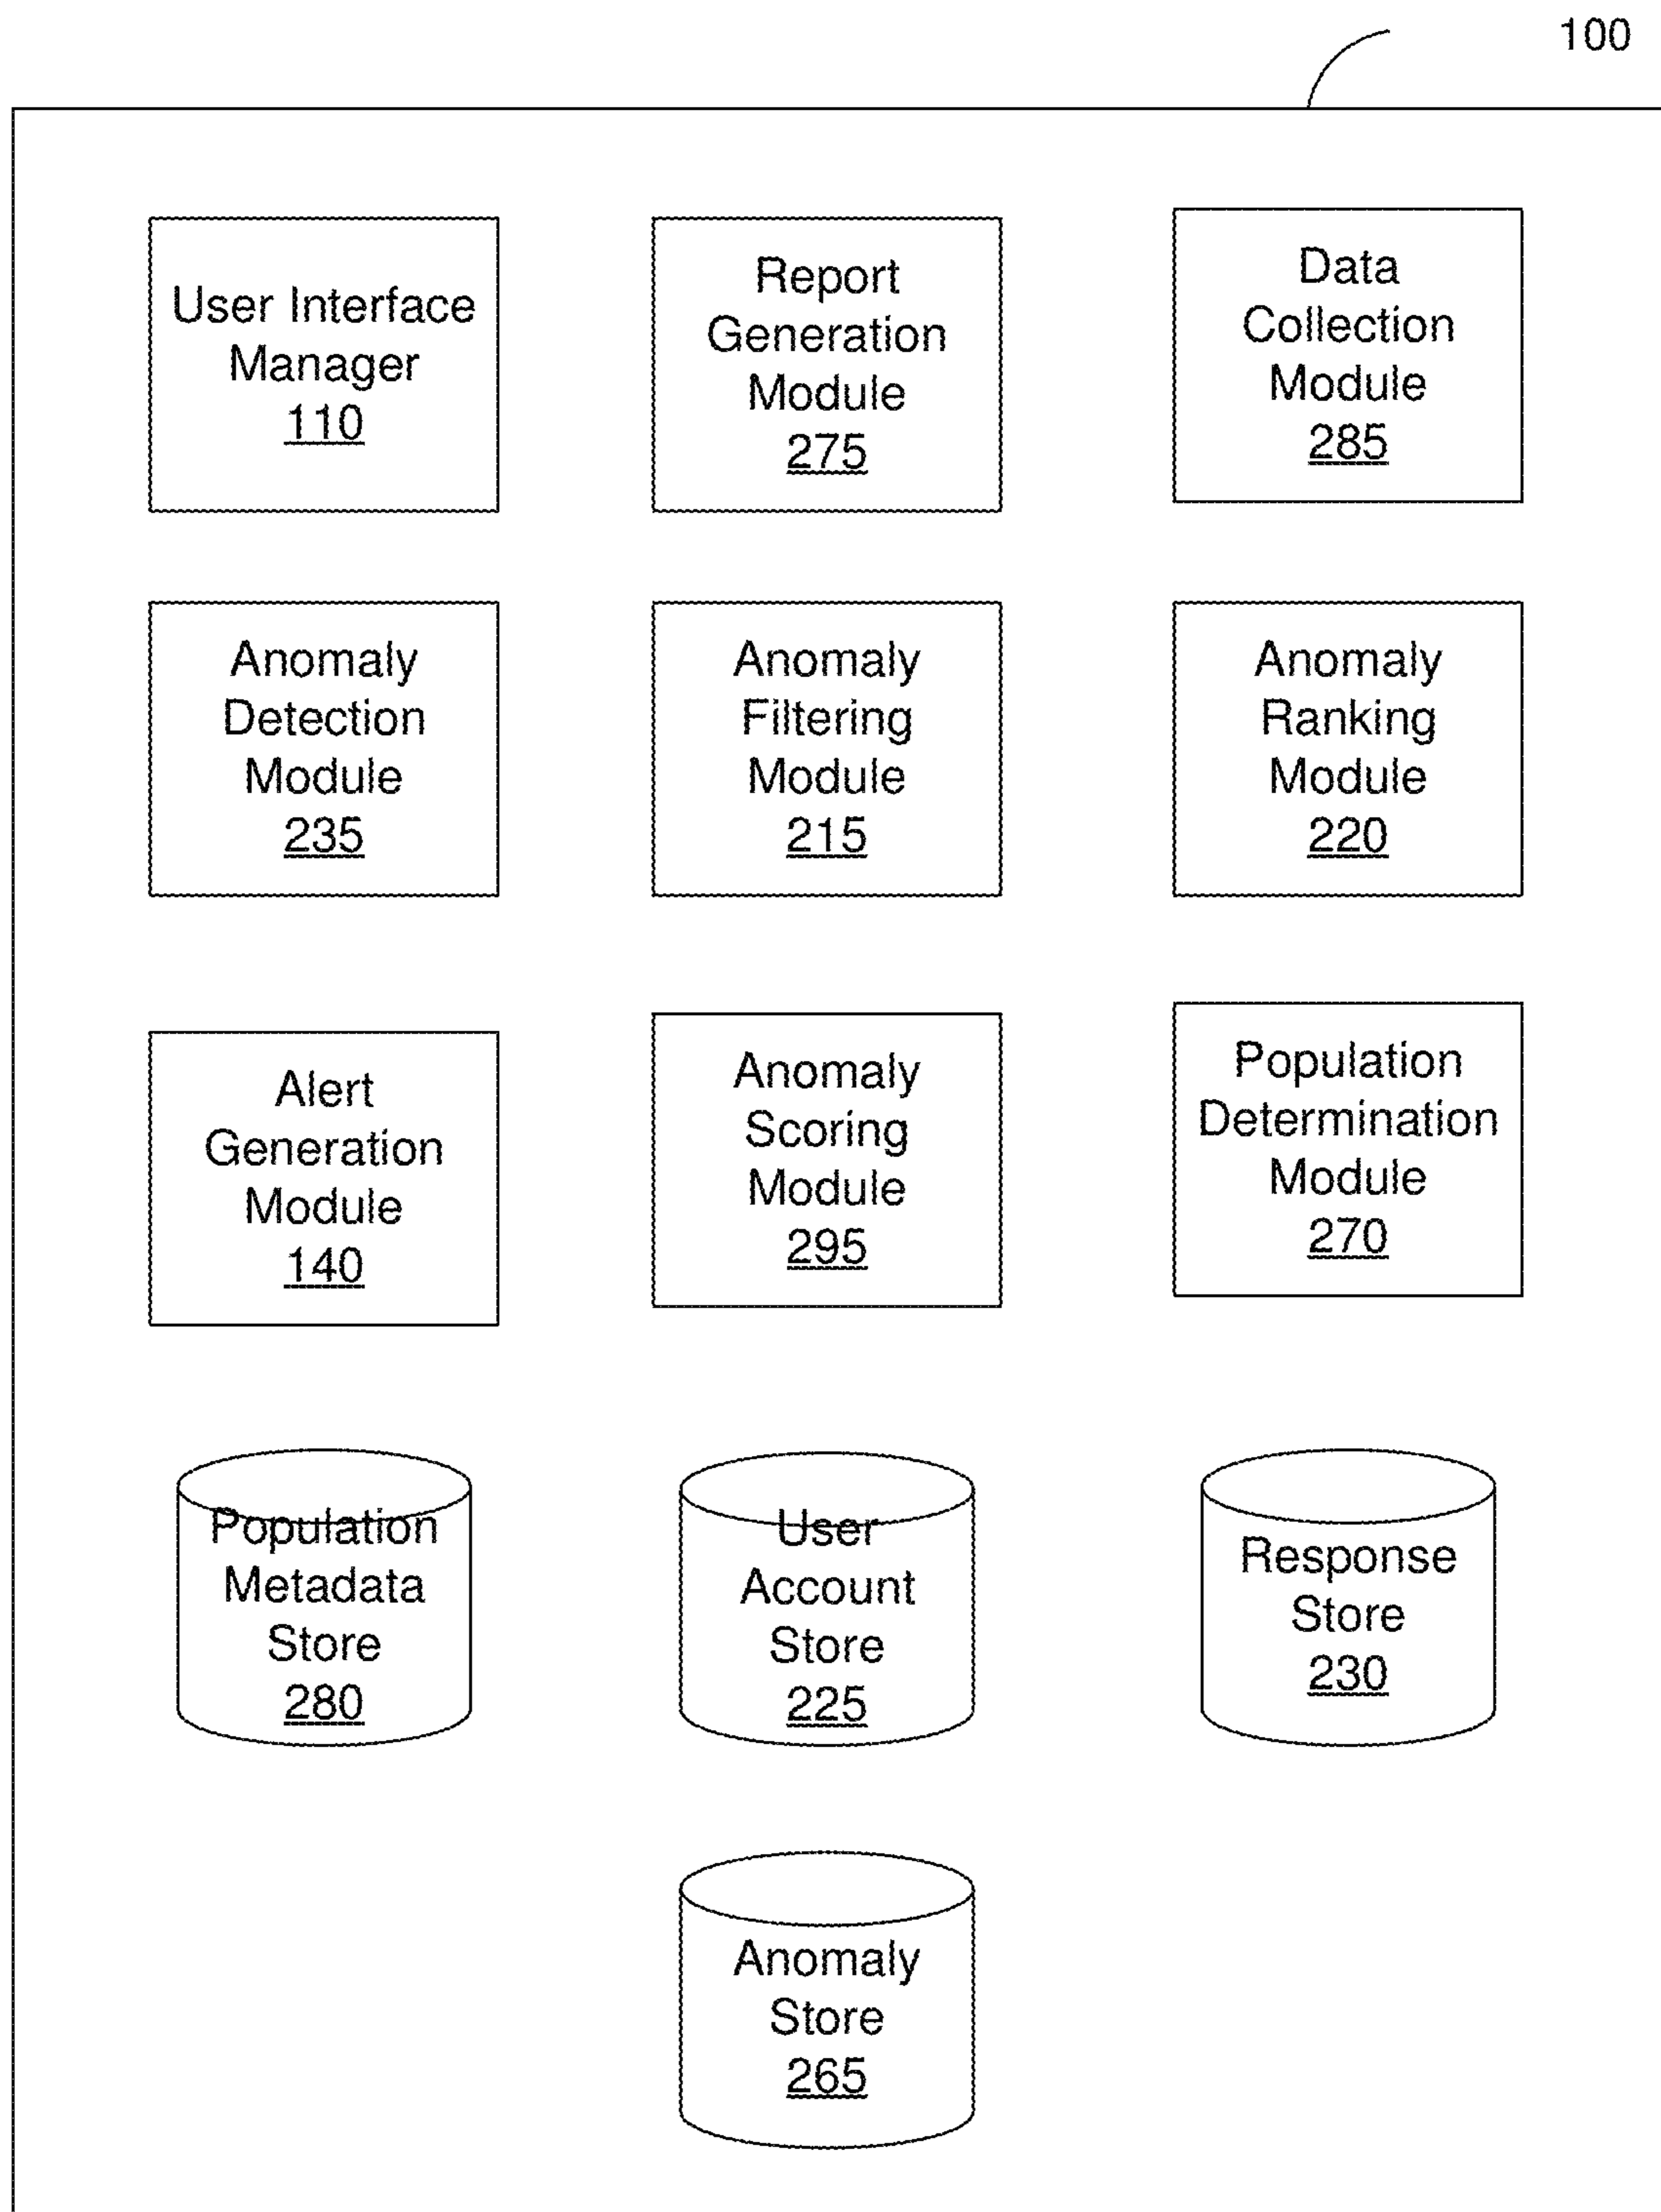 100
User Interface
Manager
110
Report
Generation
Module
275
Data
Collection
Module
285
Anomaly
Detection
Module
235
Anomaly
Filtering
Module
215
Anomaly
Ranking
Module
220
Alert
Generation
Module
140
Anomaly
Scoring
Module
295
Population
Determination
Module
270
Population
Metadata
Store
280
User
Account
Store
225
Response
Store
230
Anomaly
Store
265